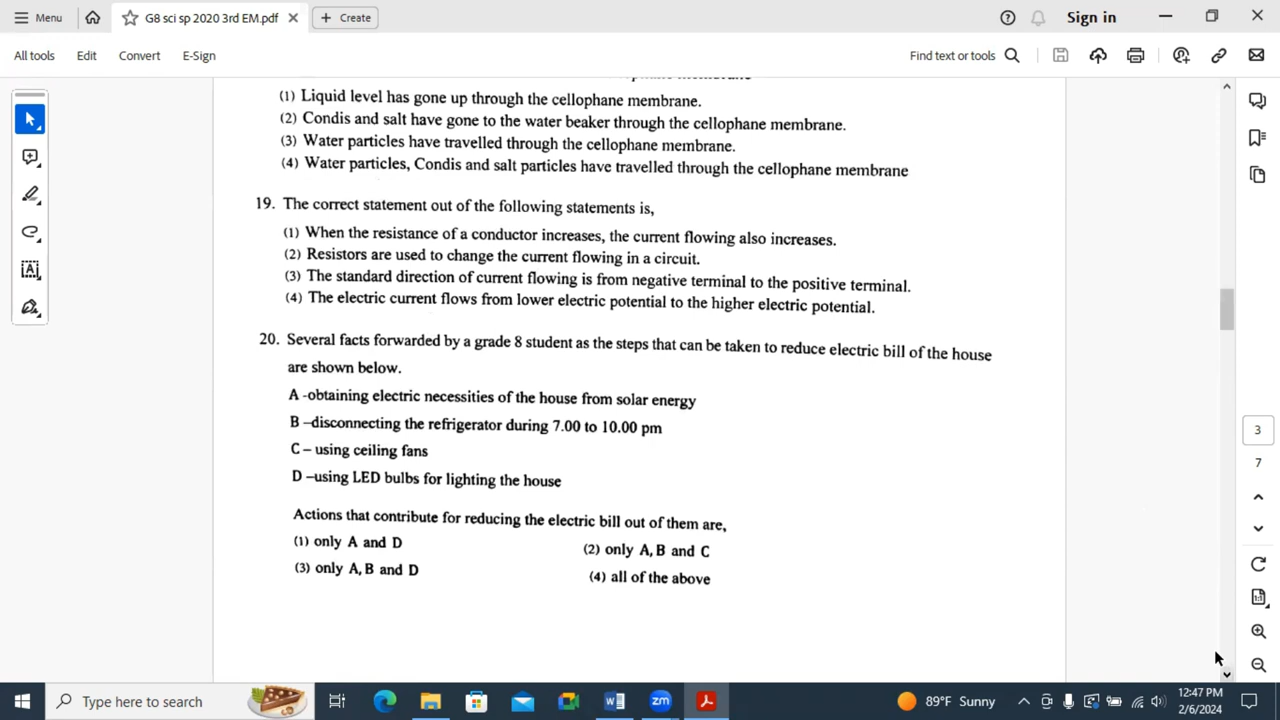 Menu
G8 sci sp 2020 3rd EM.pdf
Create
Sign in
All tools
Edit
Convert
E-Sign
Find text or tools
(1) Liquid level has gone up through the cellophane membrane.
(2) Condis and salt have gone to the water beaker through the cellophane membrane.
(3) Water particles have travelled through the cellophane membrane.
(4) Water particles, Condis and salt particles have travelled through the cellophane membrane
19. The correct statement out of the following statements is,
(1) When the resistance of a conductor increases, the current flowing also increases.
(2) Resistors are used to change the current flowing in a circuit.
(3) The standard direction of current flowing is from negative terminal to the positive terminal.
(4) The electric current flows from lower electric potential to the higher electric potential.
20. Several facts forwarded by a grade 8 student as the steps that can be taken to reduce electric bill of the house
are shown below.
A -obtaining electric necessities of the house from solar energy
B –disconnecting the refrigerator during 7.00 to 10.00 pm
C – using ceiling fans
D –using LED bulbs for lighting the house
Actions that contribute for reducing the electric bill out of them are,
(1) only A and D
(2) only A, B and C
(3) only A, B and D
(4) all of the above
3
7
Type here to search
89°F Sunny
12:47 PM
2/6/2024